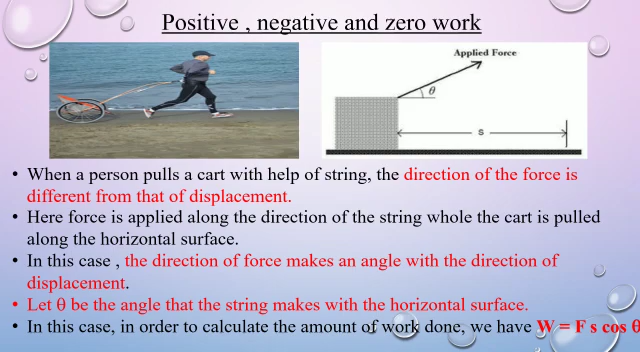 Positive , negative and zero work
Applied Force
θ
s
• When a person pulls a cart with help of string, the direction of the force is
different from that of displacement.
• Here force is applied along the direction of the string whole the cart is pulled
along the horizontal surface.
• In this case , the direction of force makes an angle with the direction of
displacement.
• Let θ be the angle that the string makes with the horizontal surface.
• In this case, in order to calculate the amount of work done, we have W = F s cos θ